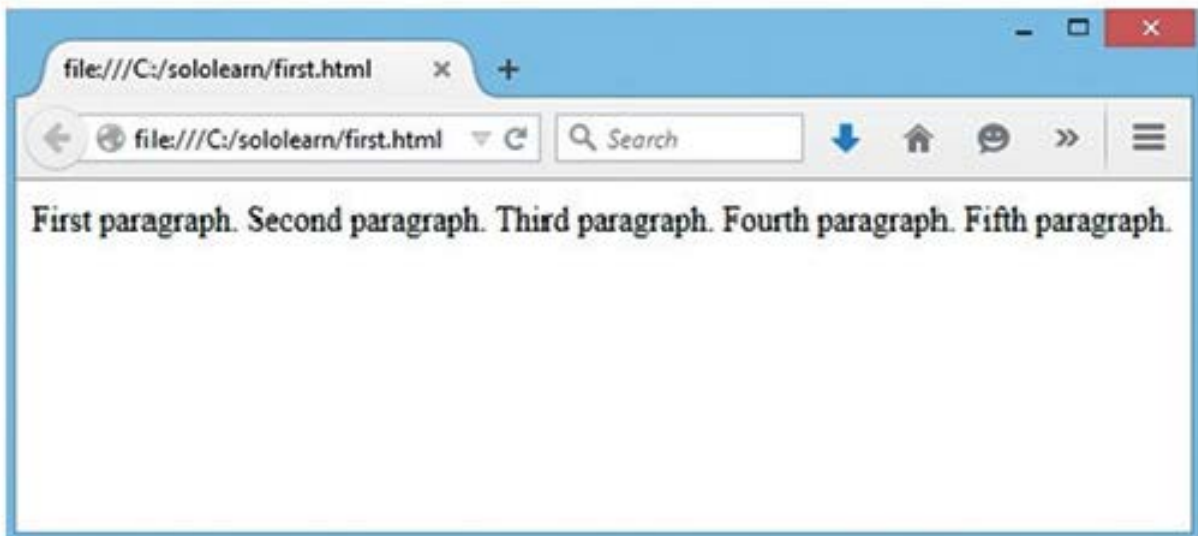 file:///C:/sololearn/first.html
file:///C:/sololearn/first.html Search
First paragraph. Second paragraph. Third paragraph. Fourth paragraph. Fifth paragraph.